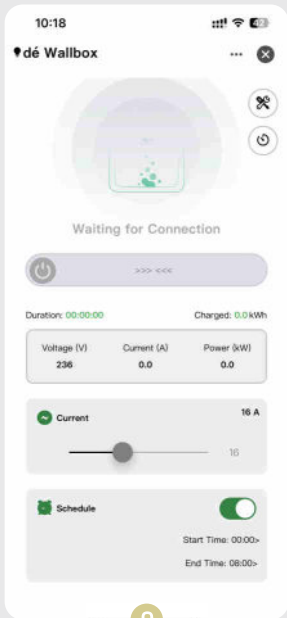 10:18
dé Wallbox
Waiting for Connection
>>> <<<
Duration: 00:00:00 Charged: 0.0 kWh
Voltage (V) Current (A) Power (kW)
236 0.0 0.0
Current 16 A
16
Schedule
Start Time: 00:00>
End Time: 08:00>